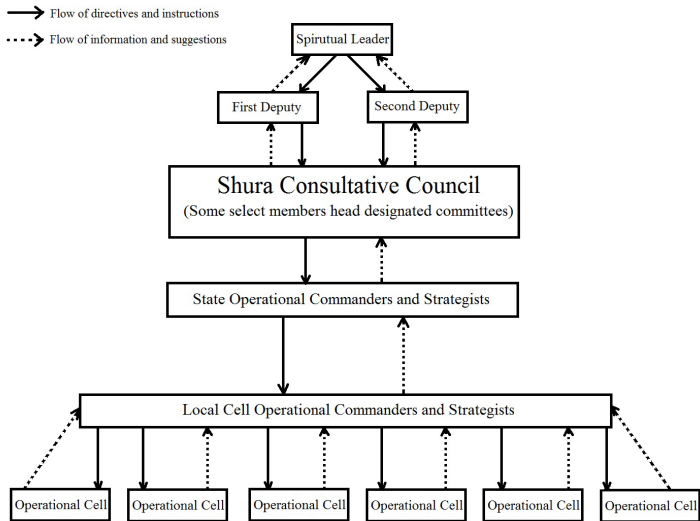 Flow of directives and instructions
Flow of information and suggestions
Spirutual Leader
First Deputy
Second Deputy
Shura Consultative Council
(Some select members head designated committees)
State Operational Commanders and Strategists
Local Cell Operational Commanders and Strategists
Operational Cell
Operational Cell
Operational Cell
Operational Cell
Operational Cell
Operational Cell